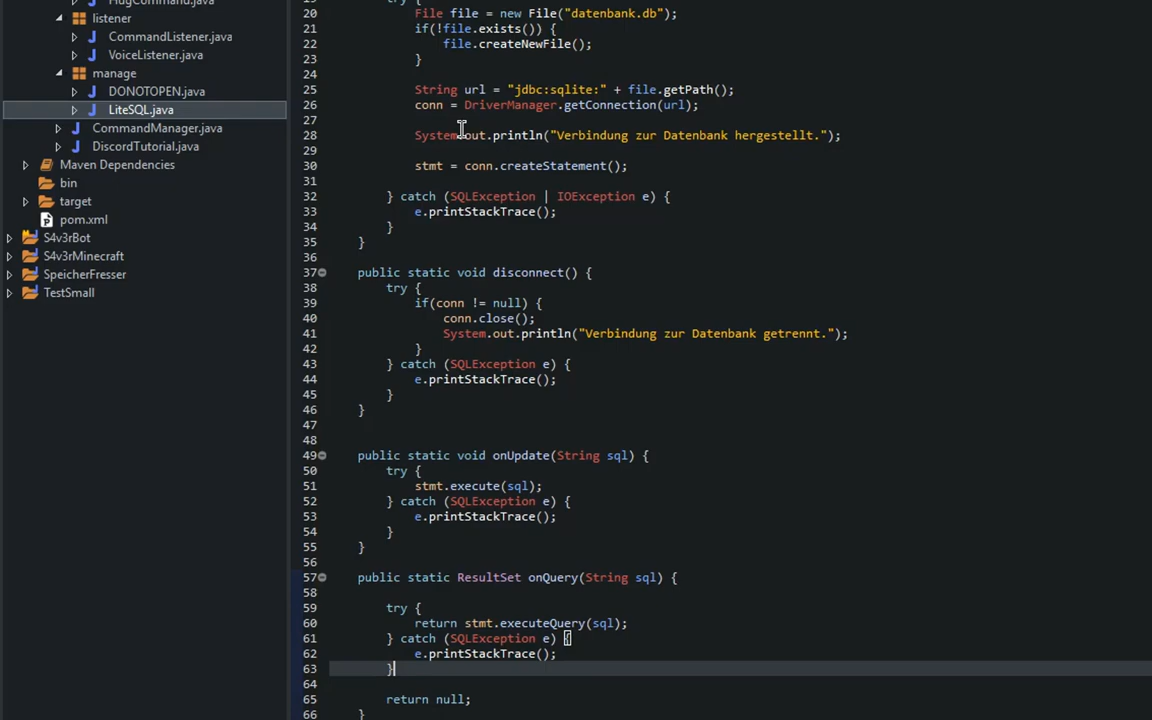 HugCommand.java
listener
CommandListener.java
VoiceListener.java
manage
DONOTOPEN.java
LiteSQL.java
CommandManager.java
DiscordTutorial.java
Maven Dependencies
bin
target
pom.xml
S4v3rBot
S4v3rMinecraft
SpeicherFresser
TestSmall
19 try {
20 File file = new File("datenbank.db");
21 if(!file.exists()) {
22 file.createNewFile();
23 }
24
25 String url = "jdbc:sqlite:" + file.getPath();
26 conn = DriverManager.getConnection(url);
27
28 System.out.println("Verbindung zur Datenbank hergestellt.");
29
30 stmt = conn.createStatement();
31
32 } catch (SQLException | IOException e) {
33 e.printStackTrace();
34 }
35 }
36
37 public static void disconnect() {
38 try {
39 if(conn != null) {
40 conn.close();
41 System.out.println("Verbindung zur Datenbank getrennt.");
42 }
43 } catch (SQLException e) {
44 e.printStackTrace();
45 }
46 }
47
48
49 public static void onUpdate(String sql) {
50 try {
51 stmt.execute(sql);
52 } catch (SQLException e) {
53 e.printStackTrace();
54 }
55 }
56
57 public static ResultSet onQuery(String sql) {
58
59 try {
60 return stmt.executeQuery(sql);
61 } catch (SQLException e) {
62 e.printStackTrace();
63 }
64
65 return null;
66 }